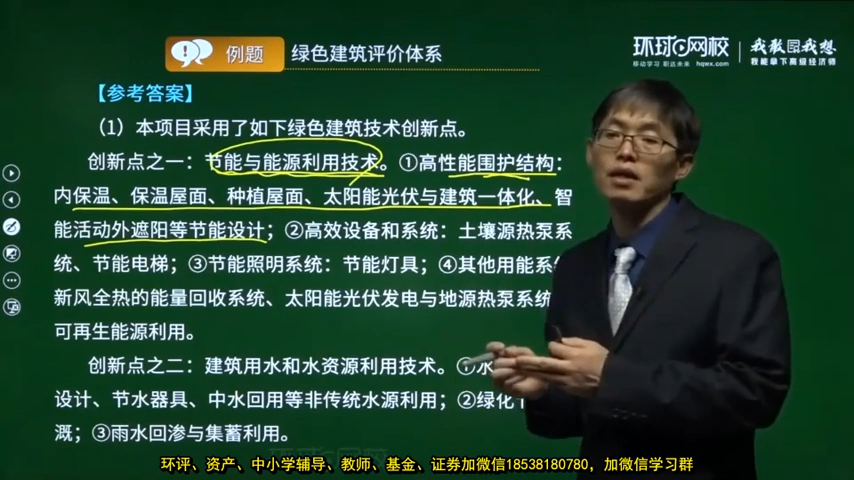 例题
绿色建筑评价体系
环球网校
移动学习 职达未来 hqwx.com
我敢我想
我能拿下高级经济师
【参考答案】
（1）本项目采用了如下绿色建筑技术创新点。
创新点之一：节能与能源利用技术。①高性能围护结构：
内保温、保温屋面、种植屋面、太阳能光伏与建筑一体化、智
能活动外遮阳等节能设计；②高效设备和系统：土壤源热泵系
统、节能电梯；③节能照明系统：节能灯具；④其他用能系
新风全热的能量回收系统、太阳能光伏发电与地源热泵系统
可再生能源利用。
创新点之二：建筑用水和水资源利用技术。①水
设计、节水器具、中水回用等非传统水源利用；②绿化
溉；③雨水回渗与集蓄利用。
环评、资产、中小学辅导、教师、基金、证券加微信18538180780，加微信学习群